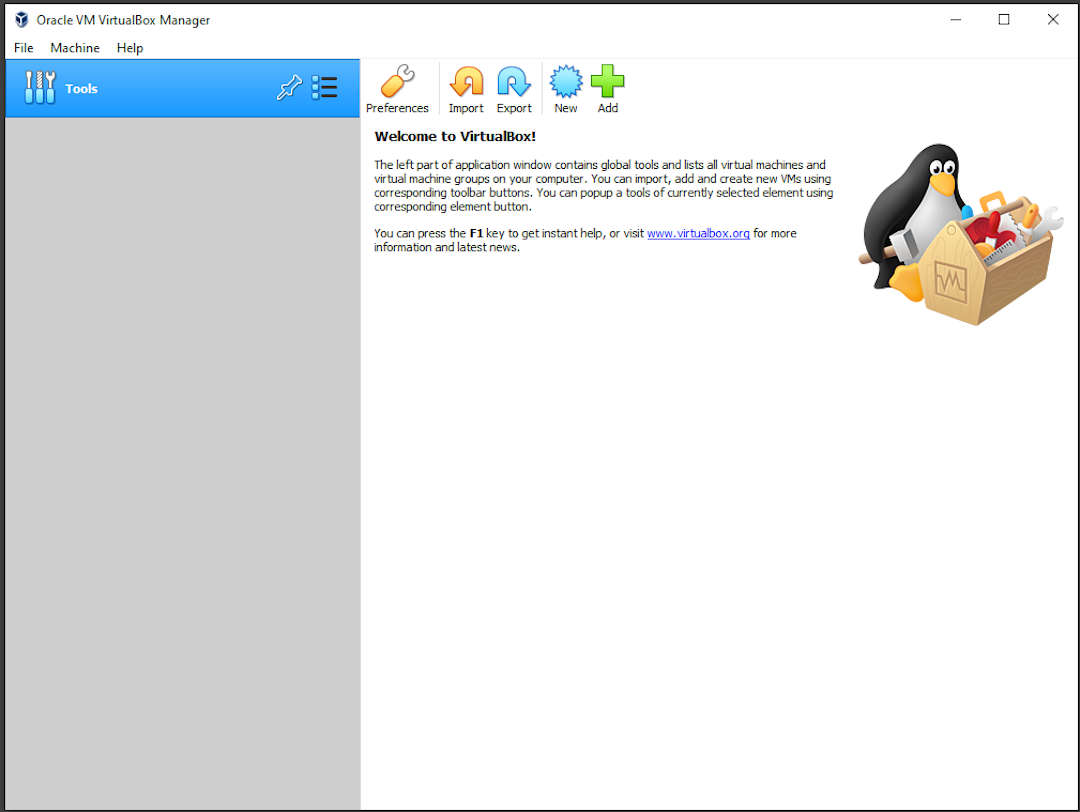 Oracle VM VirtualBox Manager
File Machine Help
Tools
Preferences Import Export New Add
Welcome to VirtualBox!
The left part of application window contains global tools and lists all virtual machines and
virtual machine groups on your computer. You can import, add and create new VMs using
corresponding toolbar buttons. You can popup a tools of currently selected element using
corresponding element button.
You can press the F1 key to get instant help, or visit www.virtualbox.org for more
information and latest news.